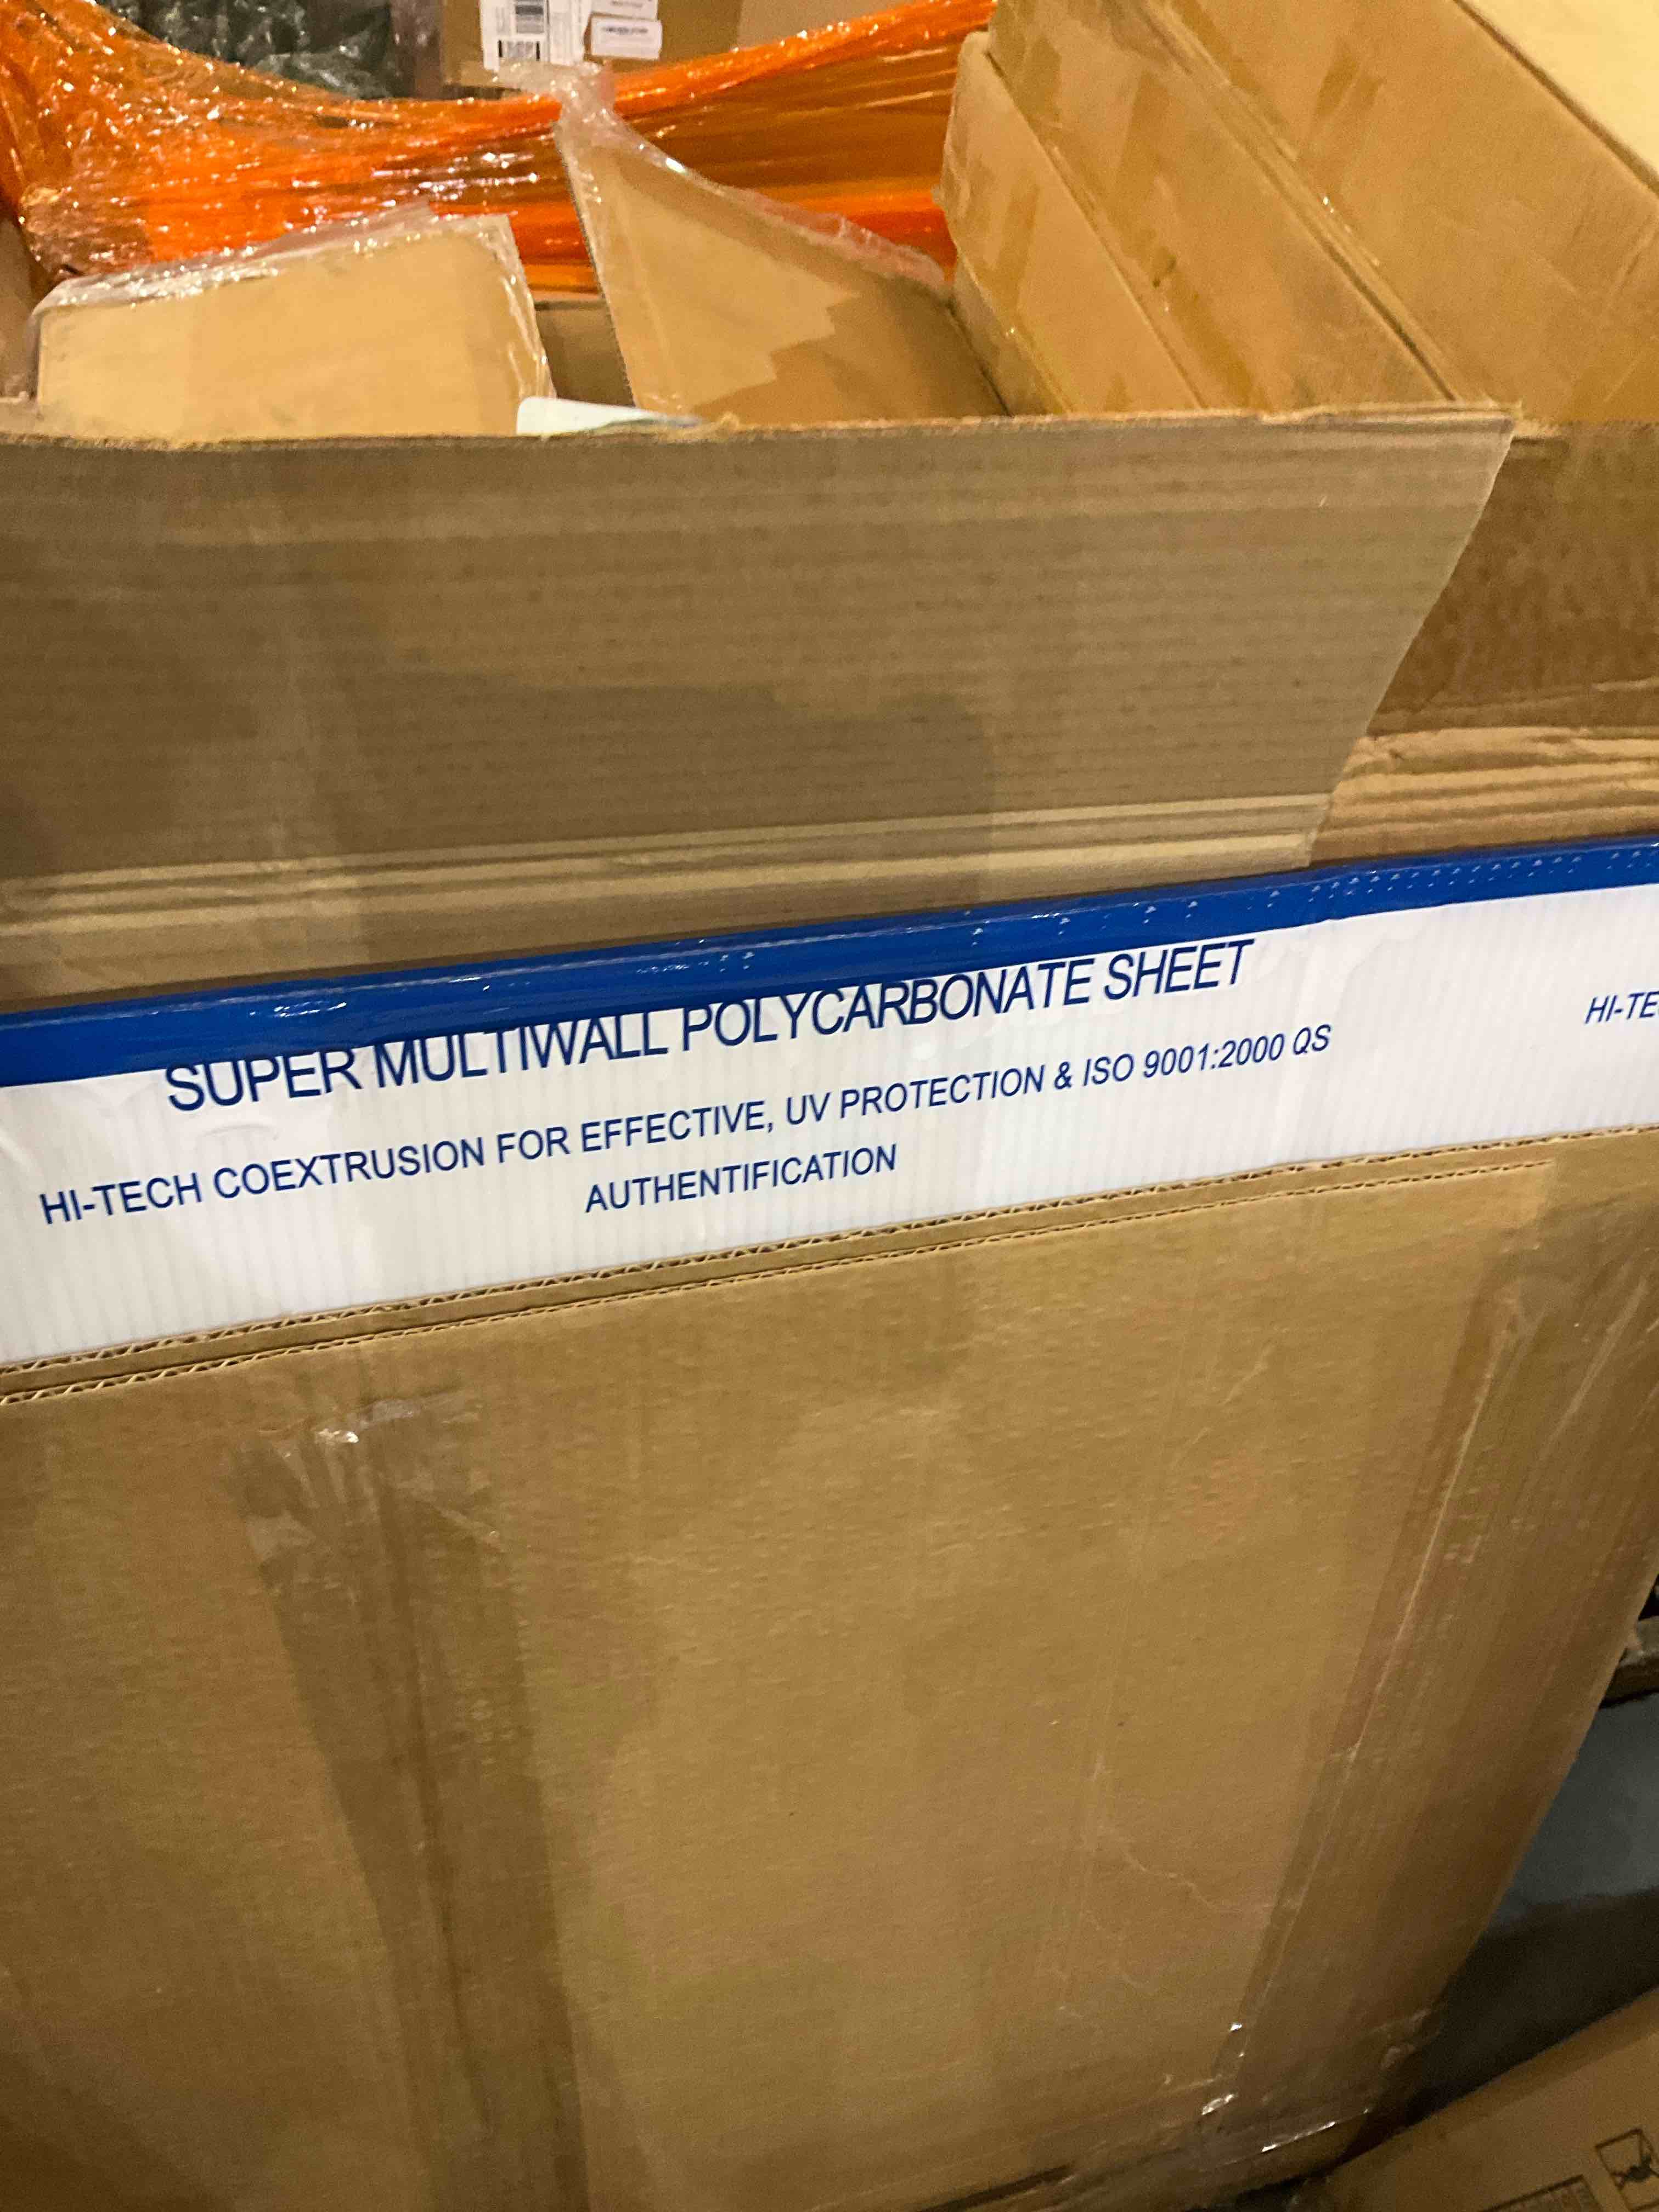 SUPER MULTIWALL POLYCARBONATE SHEET
HI-TECH COEXTRUSION FOR EFFECTIVE, UV PROTECTION & ISO 9001:2000 QS
AUTHENTIFICATION
HI-TE